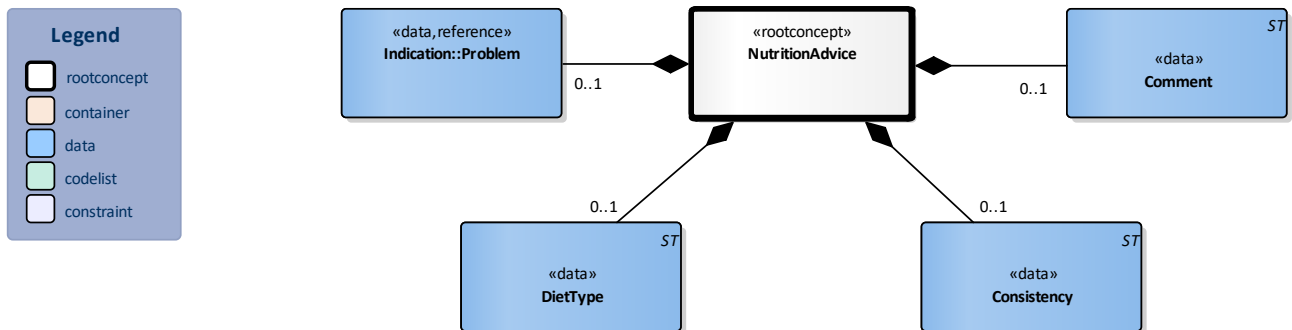 Legend
rootconcept
container
data
codelist
constraint
«data,reference»
Indication::Problem
0..1
«rootconcept»
NutritionAdvice
0..1
ST
«data»
Comment
0..1
ST
«data»
DietType
0..1
ST
«data»
Consistency